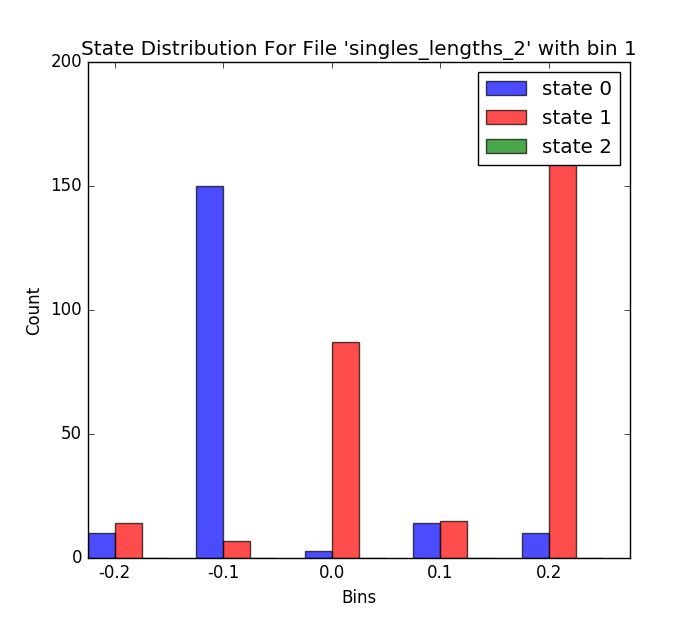 State Distribution For File 'singles_lengths_2' with bin 1
200
150
100
50
0
Count
state 0
state 1
state 2
-0.2 -0.1 0.0 0.1 0.2
Bins